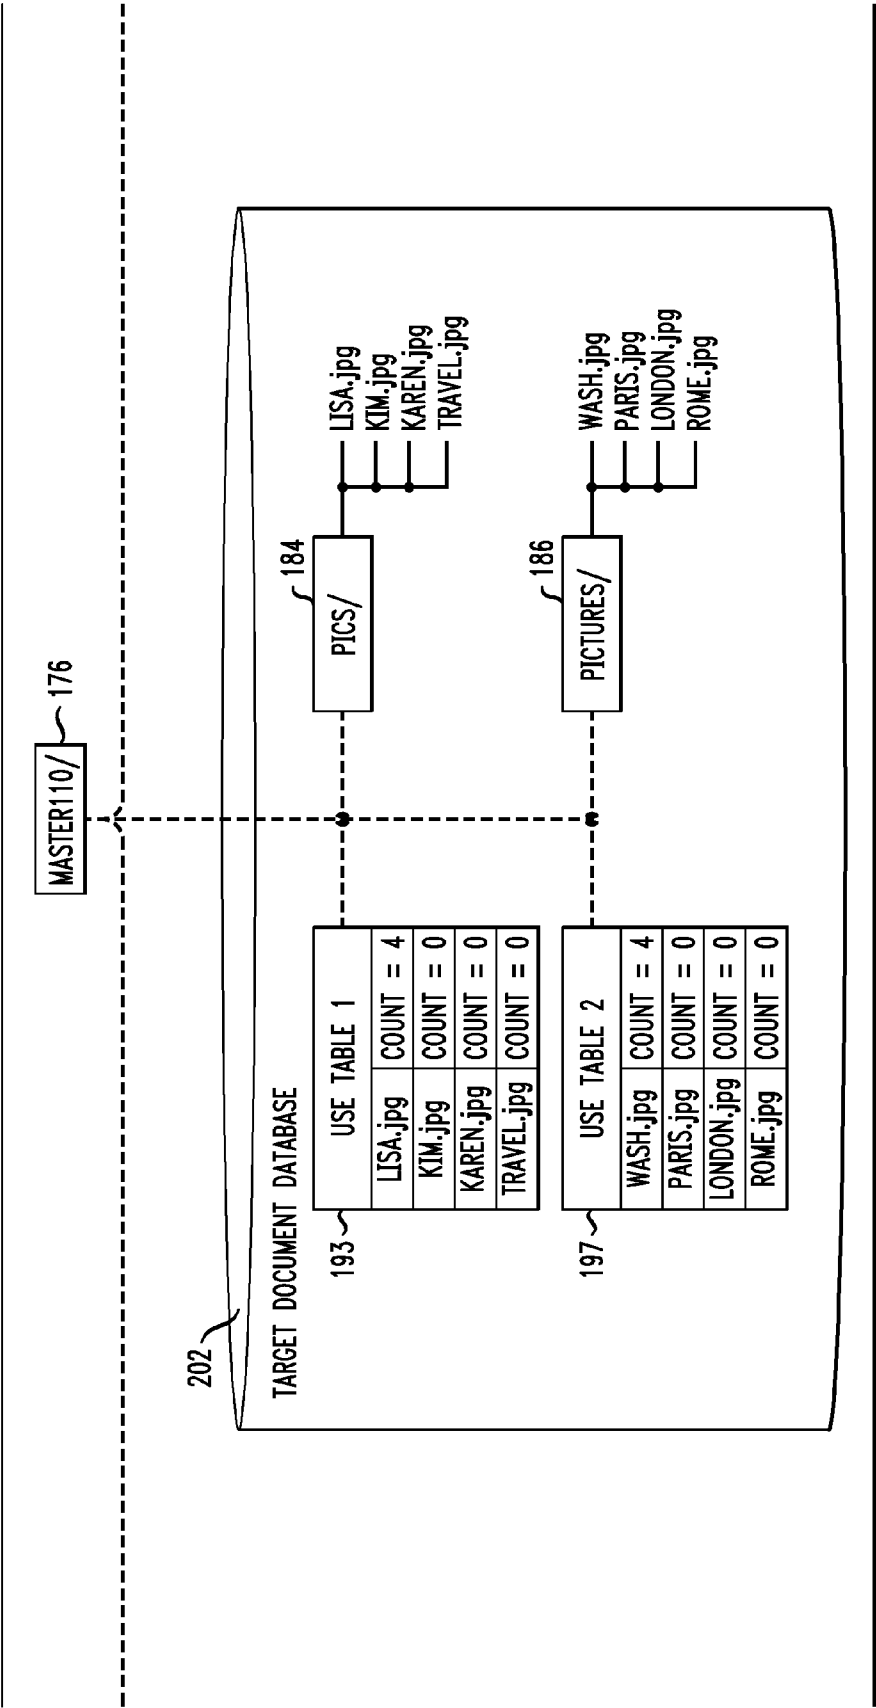 MASTER110/
176
202
TARGET DOCUMENT DATABASE
193
USE TABLE 1
LISA.jpg COUNT = 4
KIM.jpg COUNT = 0
KAREN.jpg COUNT = 0
TRAVEL.jpg COUNT = 0
184
PICS/
LISA.jpg
KIM.jpg
KAREN.jpg
TRAVEL.jpg
197
USE TABLE 2
WASH.jpg COUNT = 4
PARIS.jpg COUNT = 0
LONDON.jpg COUNT = 0
ROME.jpg COUNT = 0
186
PICTURES/
WASH.jpg
PARIS.jpg
LONDON.jpg
ROME.jpg